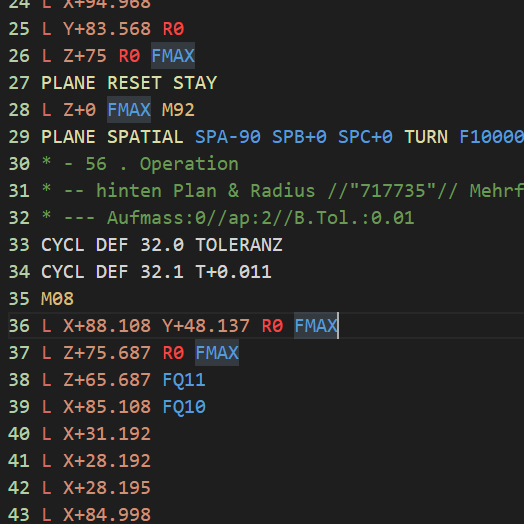 24 L X+94.968
25 L Y+83.568 R0
26 L Z+75 R0 FMAX
27 PLANE RESET STAY
28 L Z+0 FMAX M92
29 PLANE SPATIAL SPA-90 SPB+0 SPC+0 TURN F10000
30 * - 56 . Operation
31 * -- hinten Plan & Radius //"717735"// Mehrf
32 * --- Aufmass:0//ap:2//B.Tol.:0.01
33 CYCL DEF 32.0 TOLERANZ
34 CYCL DEF 32.1 T+0.011
35 M08
36 L X+88.108 Y+48.137 R0 FMAX
37 L Z+75.687 R0 FMAX
38 L Z+65.687 FQ11
39 L X+85.108 FQ10
40 L X+31.192
41 L X+28.192
42 L X+28.195
43 L X+84.998